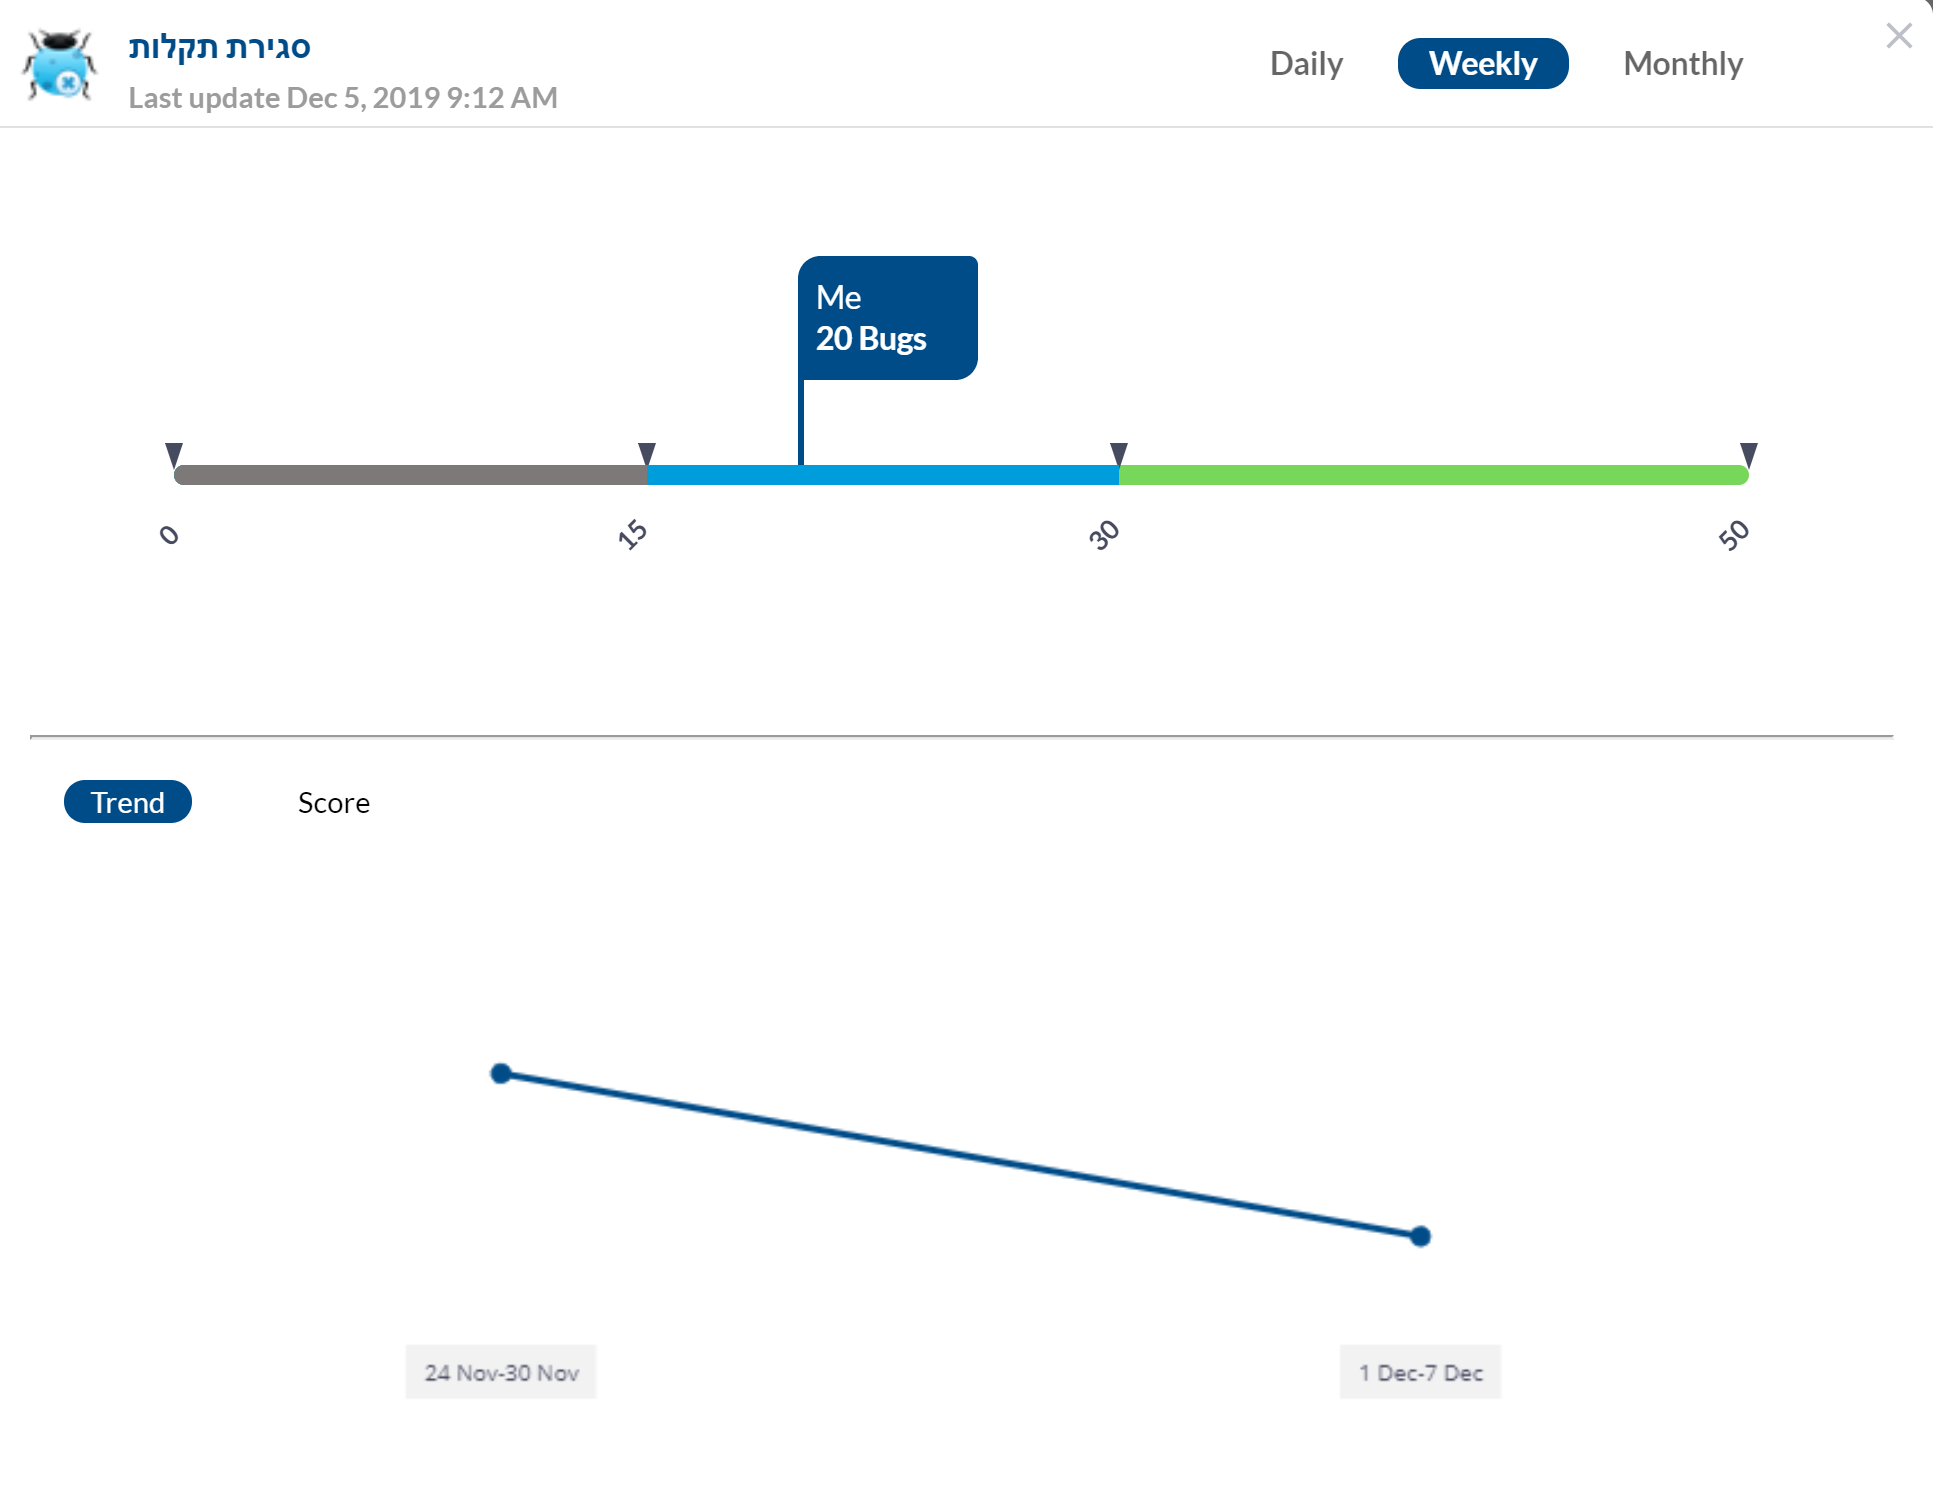 סגירת תקלות
Last update Dec 5, 2019 9:12 AM
Daily
Weekly
Monthly
Me
20 Bugs
0
15
30
50
Trend
Score
24 Nov-30 Nov
1 Dec-7 Dec